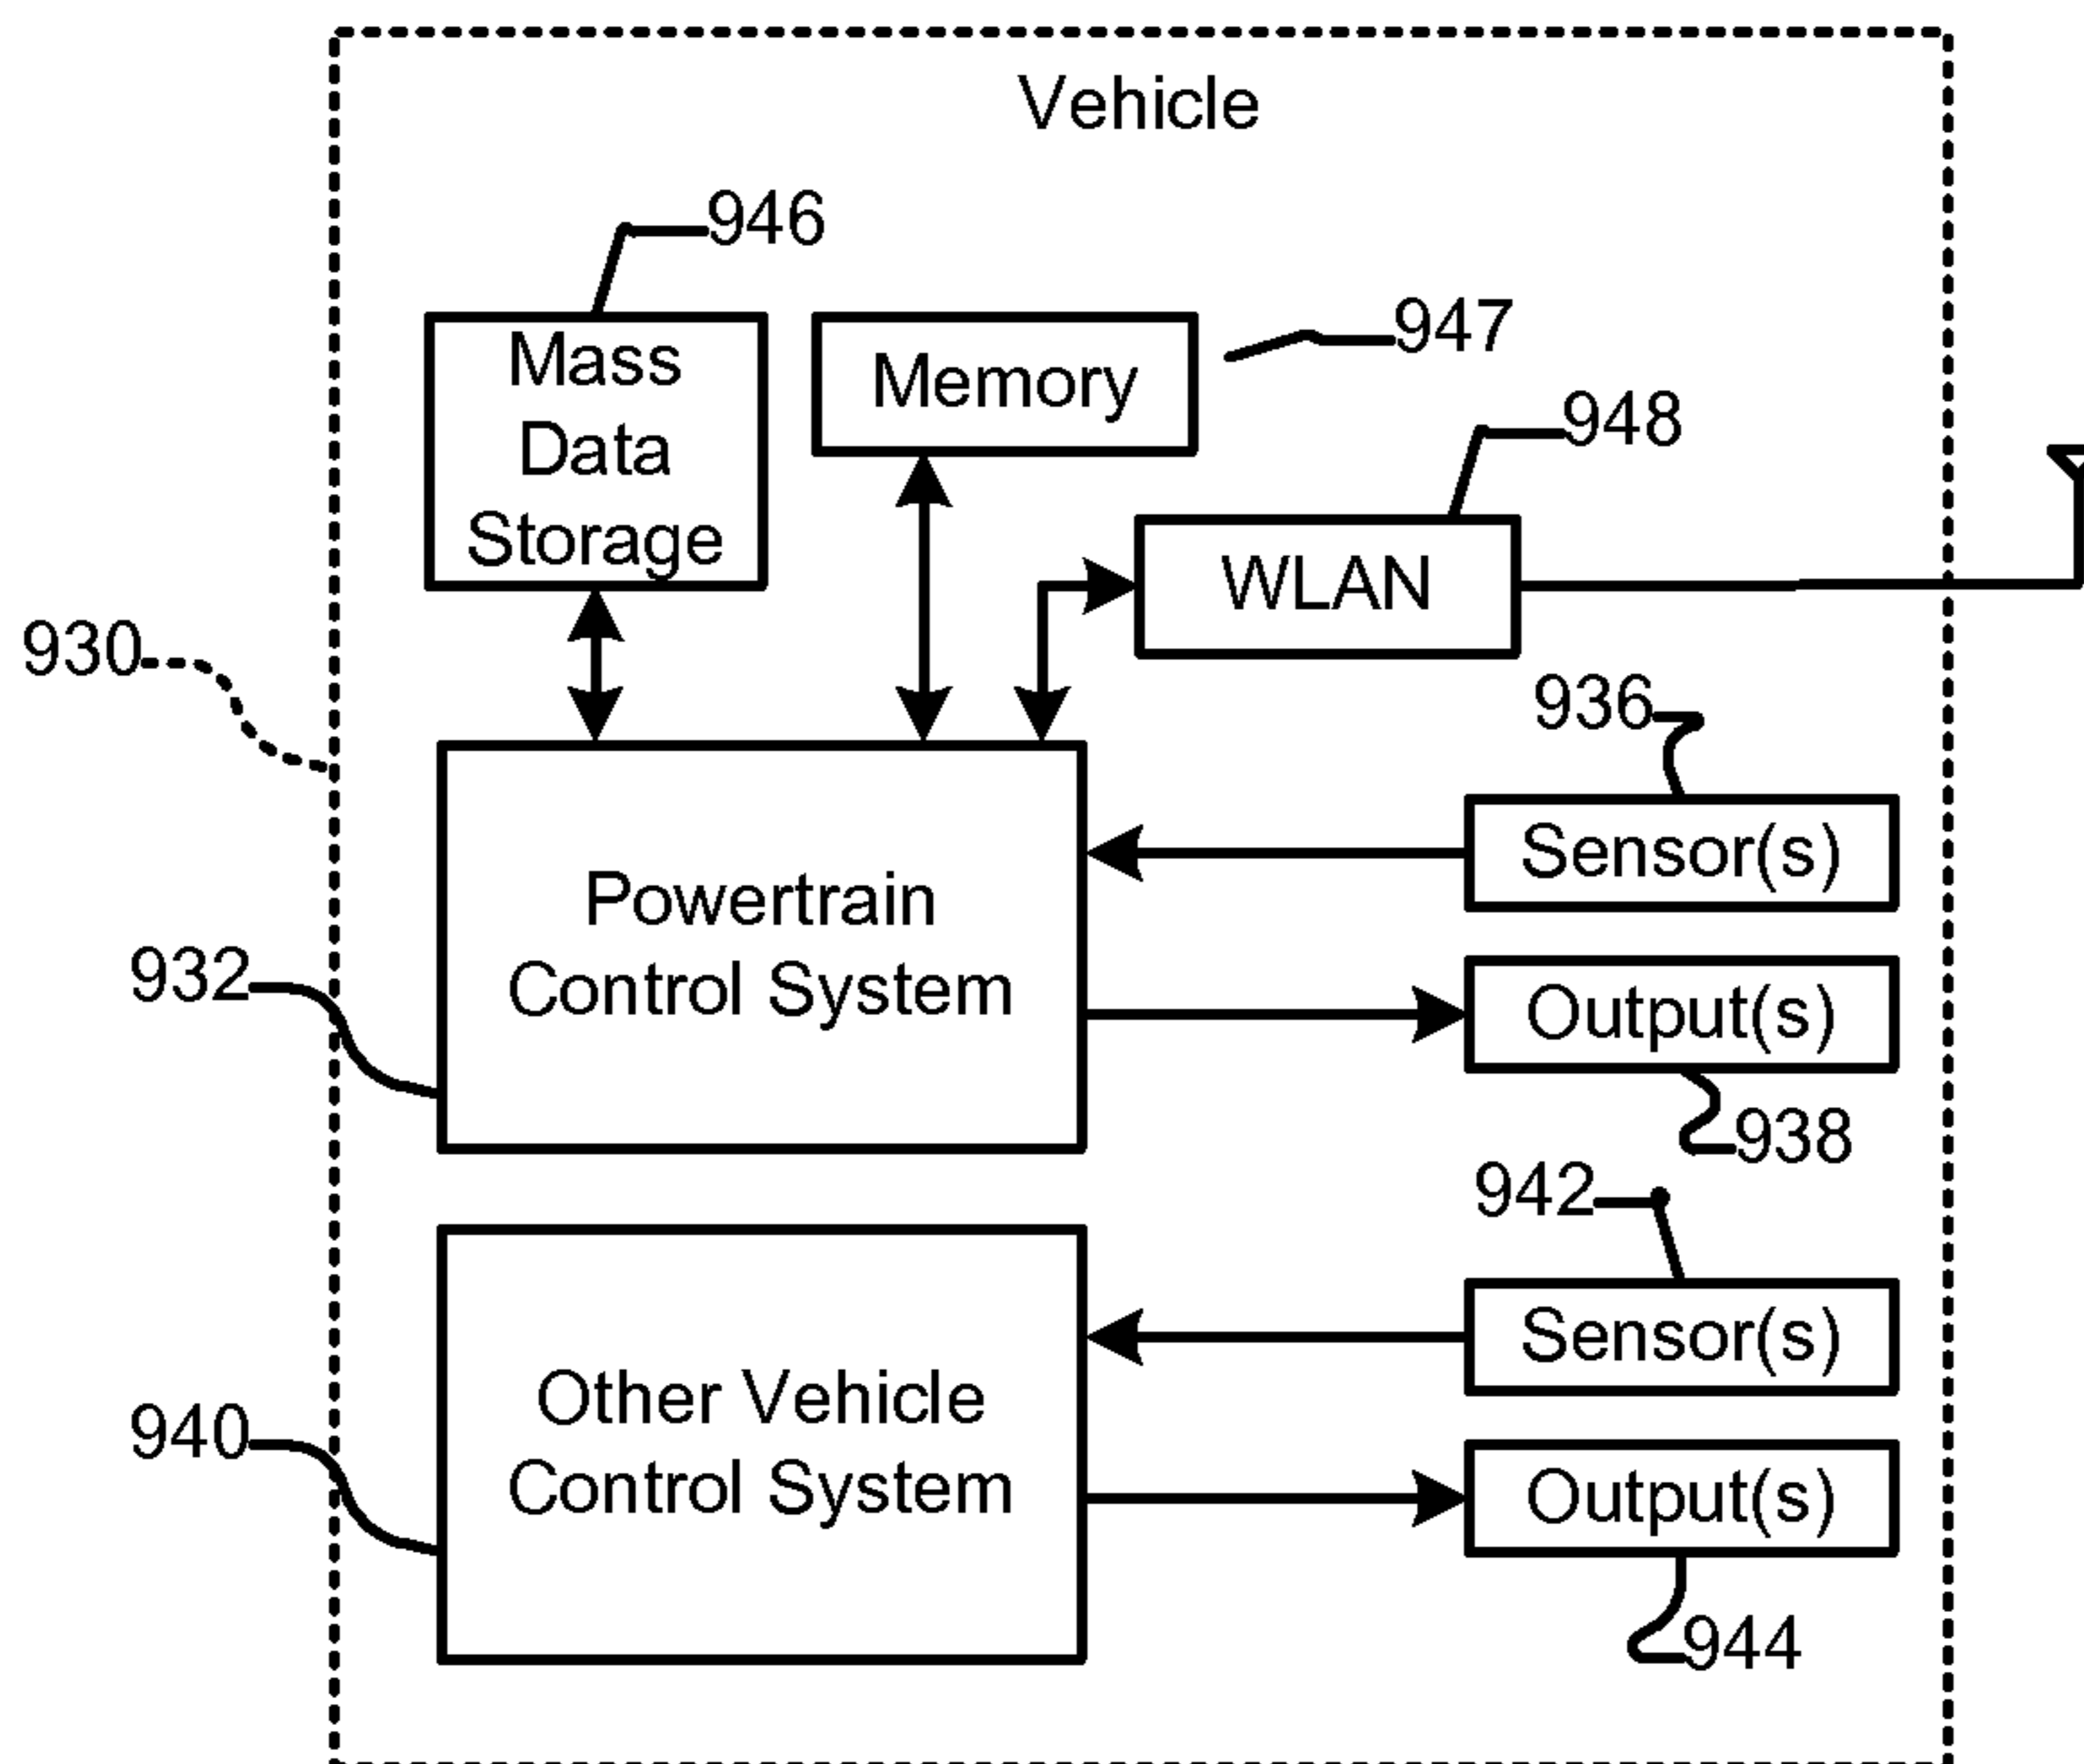 Vehicle
946
947
Mass
Data
Storage
Memory
948
WLAN
930
936
Sensor(s)
Powertrain
Control System
932
Output(s)
938
942
Sensor(s)
Other Vehicle
Control System
940
Output(s)
944